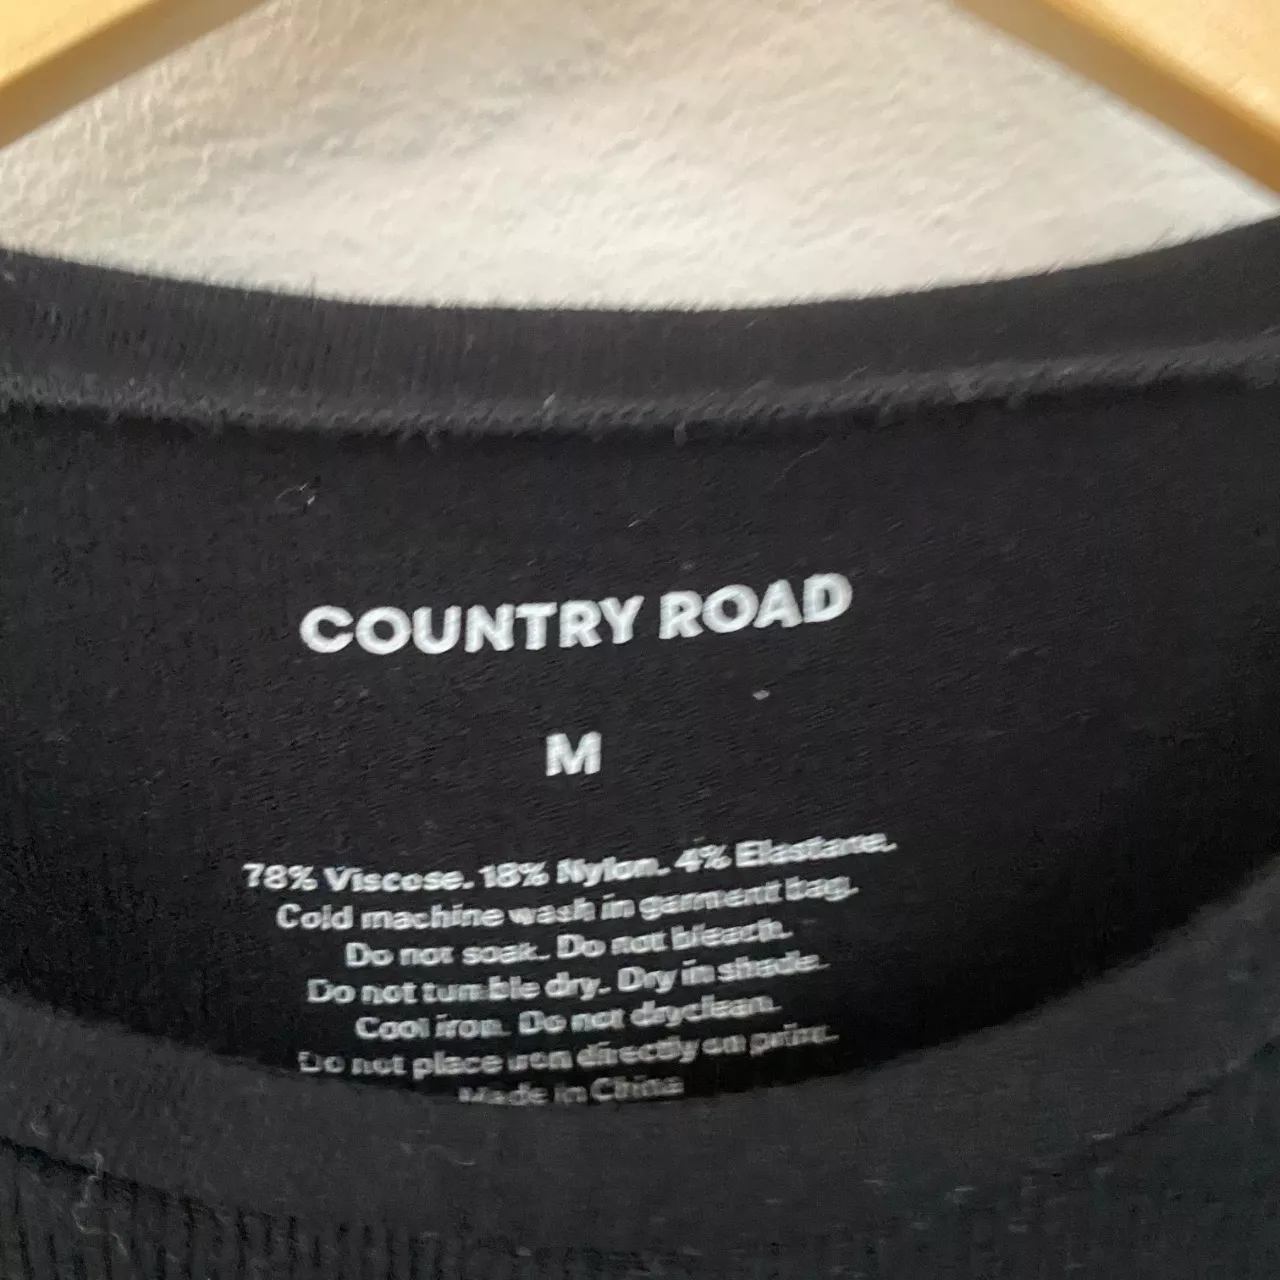 COUNTRY ROAD
M
78% Viscose. 18% Nylon. 4% Elastane.
Cold machine wash in garment bag.
Do not soak. Do not bleach.
Do not tumble dry. Dry in shade.
Cool iron. Do not dryclean.
Do not place iron directly on print.
Made in China